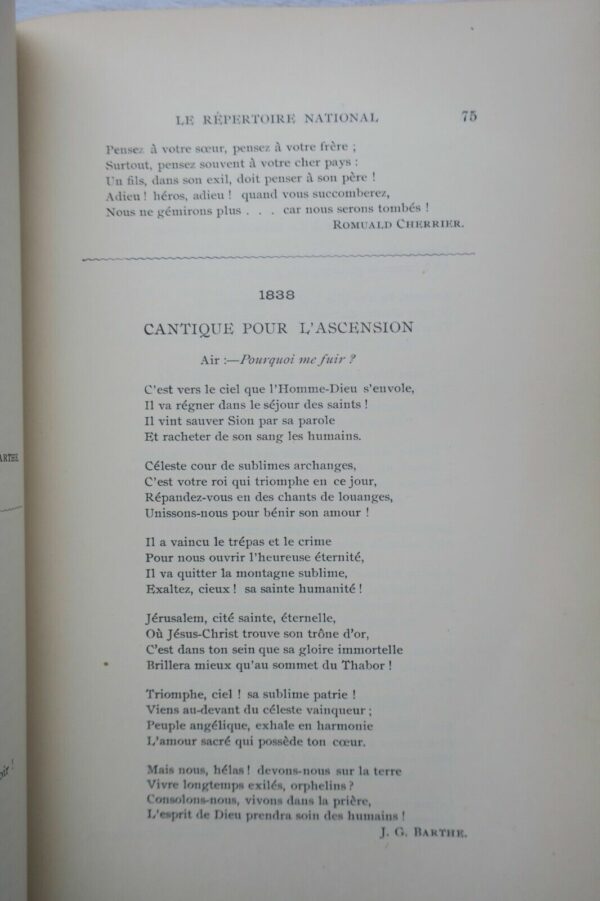 LE RÉPERTOIRE NATIONAL 75
Pensez à votre sœur, pensez à votre frère ;
Surtout, pensez souvent à votre cher pays :
Un fils, dans son exil, doit penser à son père !
Adieu ! héros, adieu ! quand vous succomberez,
Nous ne gémirons plus . . . car nous serons tombés !
ROMUALD CHERRIER.
1838
CANTIQUE POUR L'ASCENSION
Air :—Pourquoi me fuir ?
C'est vers le ciel que l'Homme-Dieu s'envole,
Il va régner dans le séjour des saints !
Il vint sauver Sion par sa parole
Et racheter de son sang les humains.
Céleste cour de sublimes archanges,
C'est votre roi qui triomphe en ce jour,
Répandez-vous en des chants de louanges,
Unissons-nous pour bénir son amour !
Il a vaincu le trépas et le crime
Pour nous ouvrir l'heureuse éternité,
Il va quitter la montagne sublime,
Exaltez, cieux ! sa sainte humanité !
Jérusalem, cité sainte, éternelle,
Où Jésus-Christ trouve son trône d'or,
C'est dans ton sein que sa gloire immortelle
Brillera mieux qu'au sommet du Thabor !
Triomphe, ciel ! sa sublime patrie !
Viens au-devant du céleste vainqueur ;
Peuple angélique, exhale en harmonie
L'amour sacré qui possède ton cœur.
Mais nous, hélas ! devons-nous sur la terre
Vivre longtemps exilés, orphelins ?
Consolons-nous, vivons dans la prière,
L'esprit de Dieu prendra soin des humains !
J. G. BARTHE.